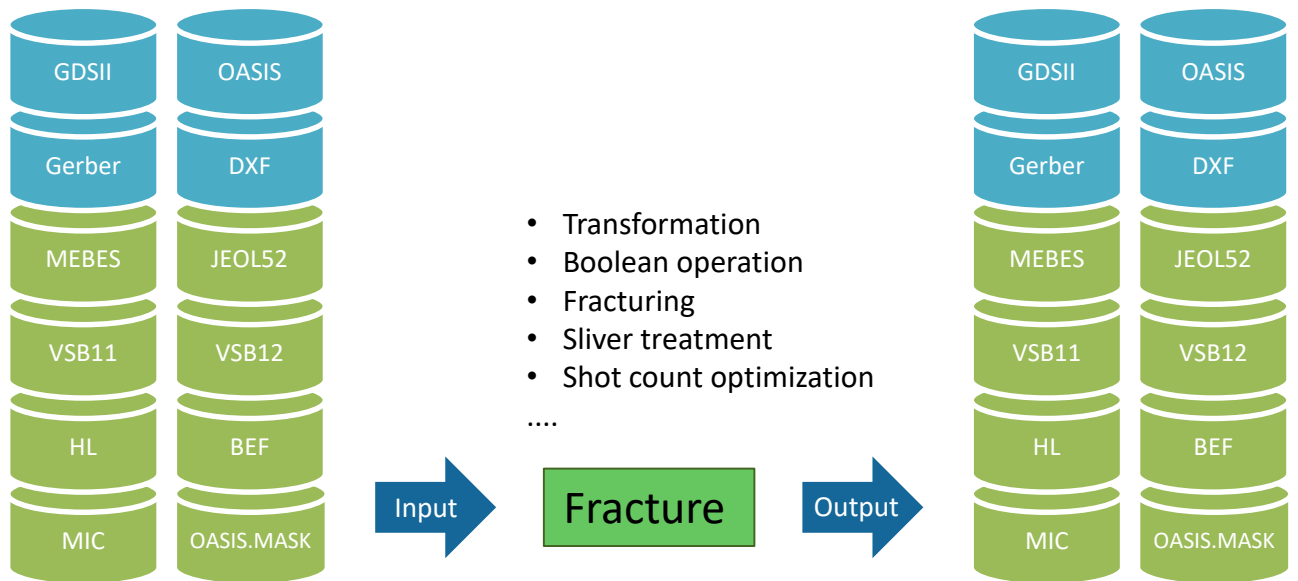 GDSII OASIS
Gerber DXF
MEBES JEOL52
VSB11 VSB12
HL BEF
MIC OASIS.MASK
• Transformation
• Boolean operation
• Fracturing
• Sliver treatment
• Shot count optimization
....
Input
Fracture
Output
GDSII OASIS
Gerber DXF
MEBES JEOL52
VSB11 VSB12
HL BEF
MIC OASIS.MASK